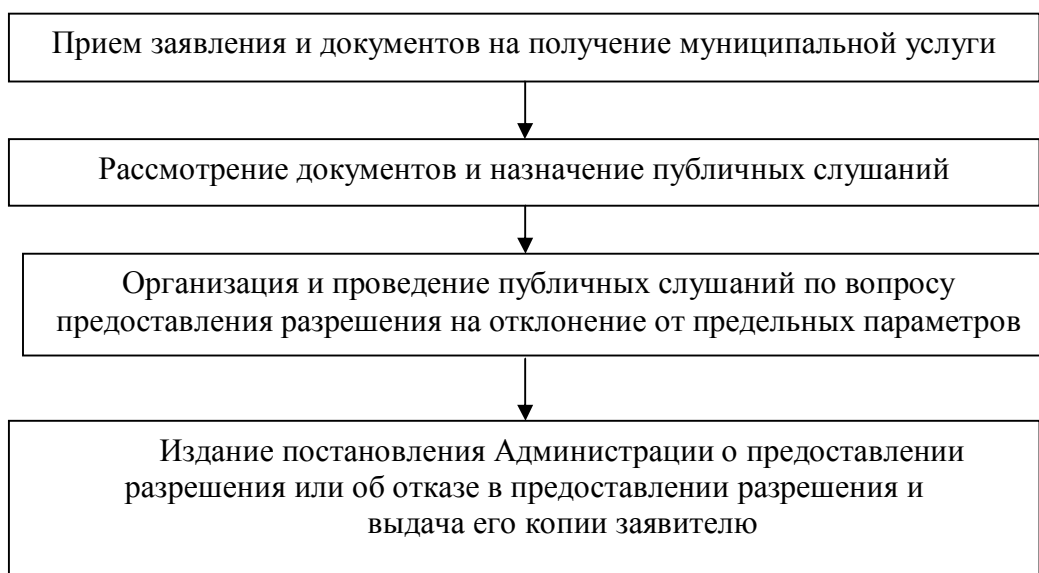 Прием заявления и документов на получение муниципальной услуги
Рассмотрение документов и назначение публичных слушаний
Организация и проведение публичных слушаний по вопросу
предоставления разрешения на отклонение от предельных параметров
Издание постановления Администрации о предоставлении
разрешения или об отказе в предоставлении разрешения и
выдача его копии заявителю